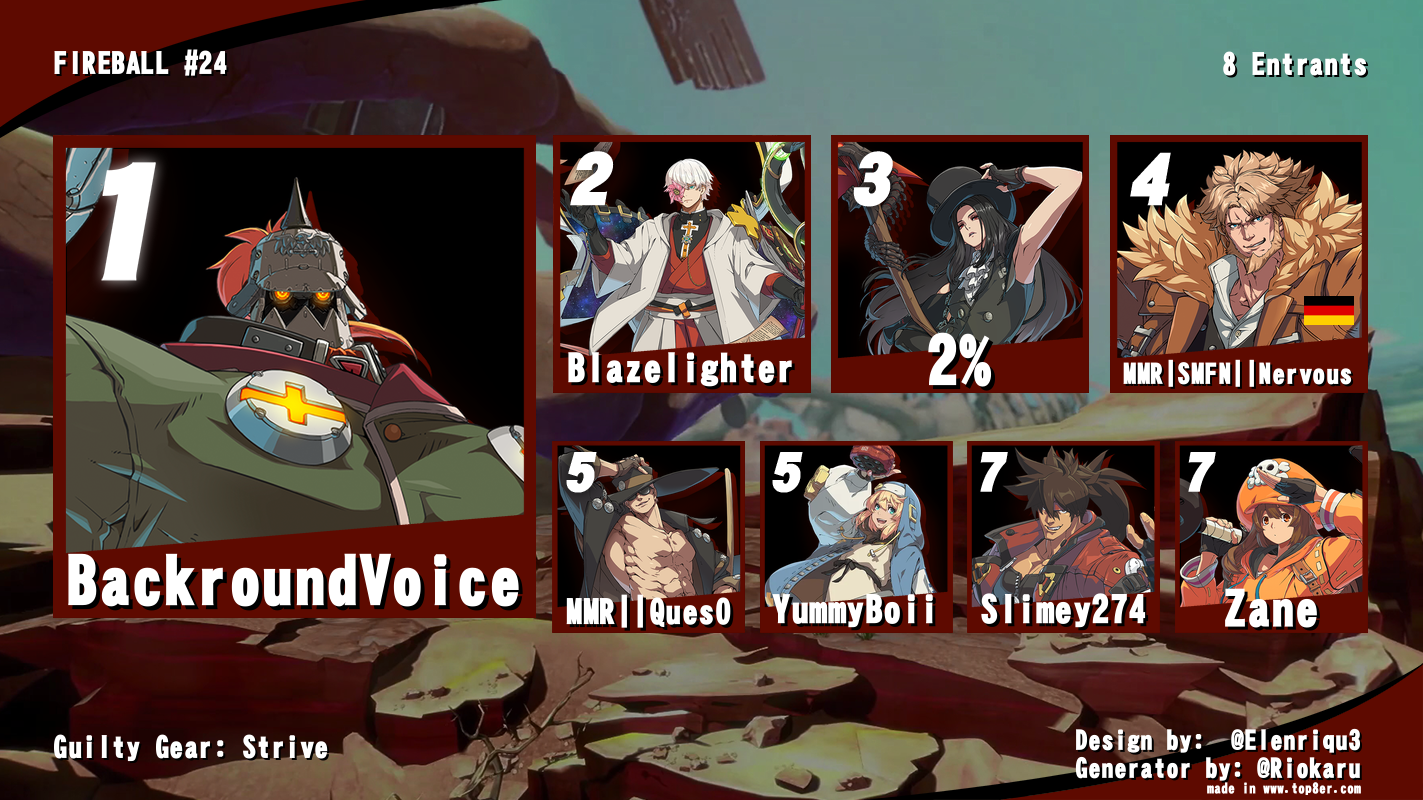 FIREBALL #24
8 Entrants
1
2
3
4
BackroundVoice
Blazelighter
2%
MMR|SMFN||Nervous
5
5
7
7
MMR||Ques0
YummyBoii
Slimey274
Zane
Guilty Gear: Strive
Design by: @Elenriqu3
Generator by: @Riokaru
made in www.top8er.com